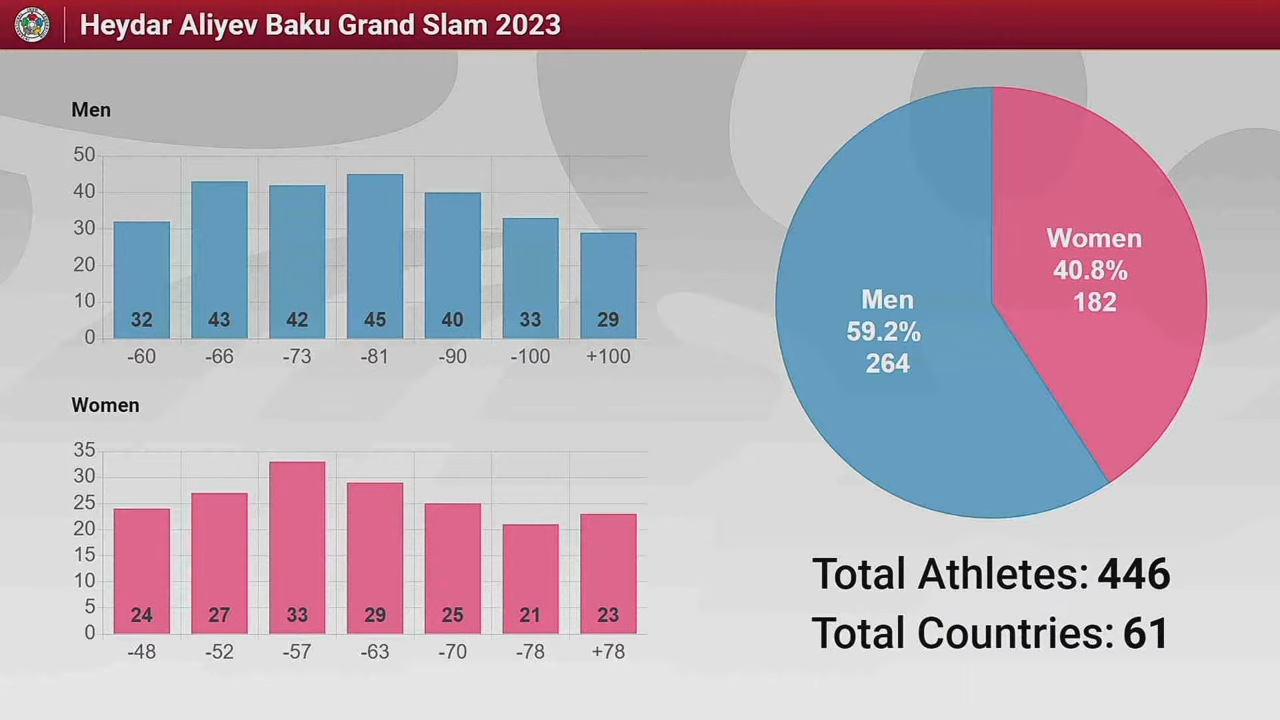 Heydar Aliyev Baku Grand Slam 2023
Men
50
40
30
20
10
0
32 43 42 45 40 33 29
-60 -66 -73 -81 -90 -100 +100
Women
35
30
25
20
15
10
5
0
24 27 33 29 25 21 23
-48 -52 -57 -63 -70 -78 +78
Women
40.8%
182
Men
59.2%
264
Total Athletes: 446
Total Countries: 61